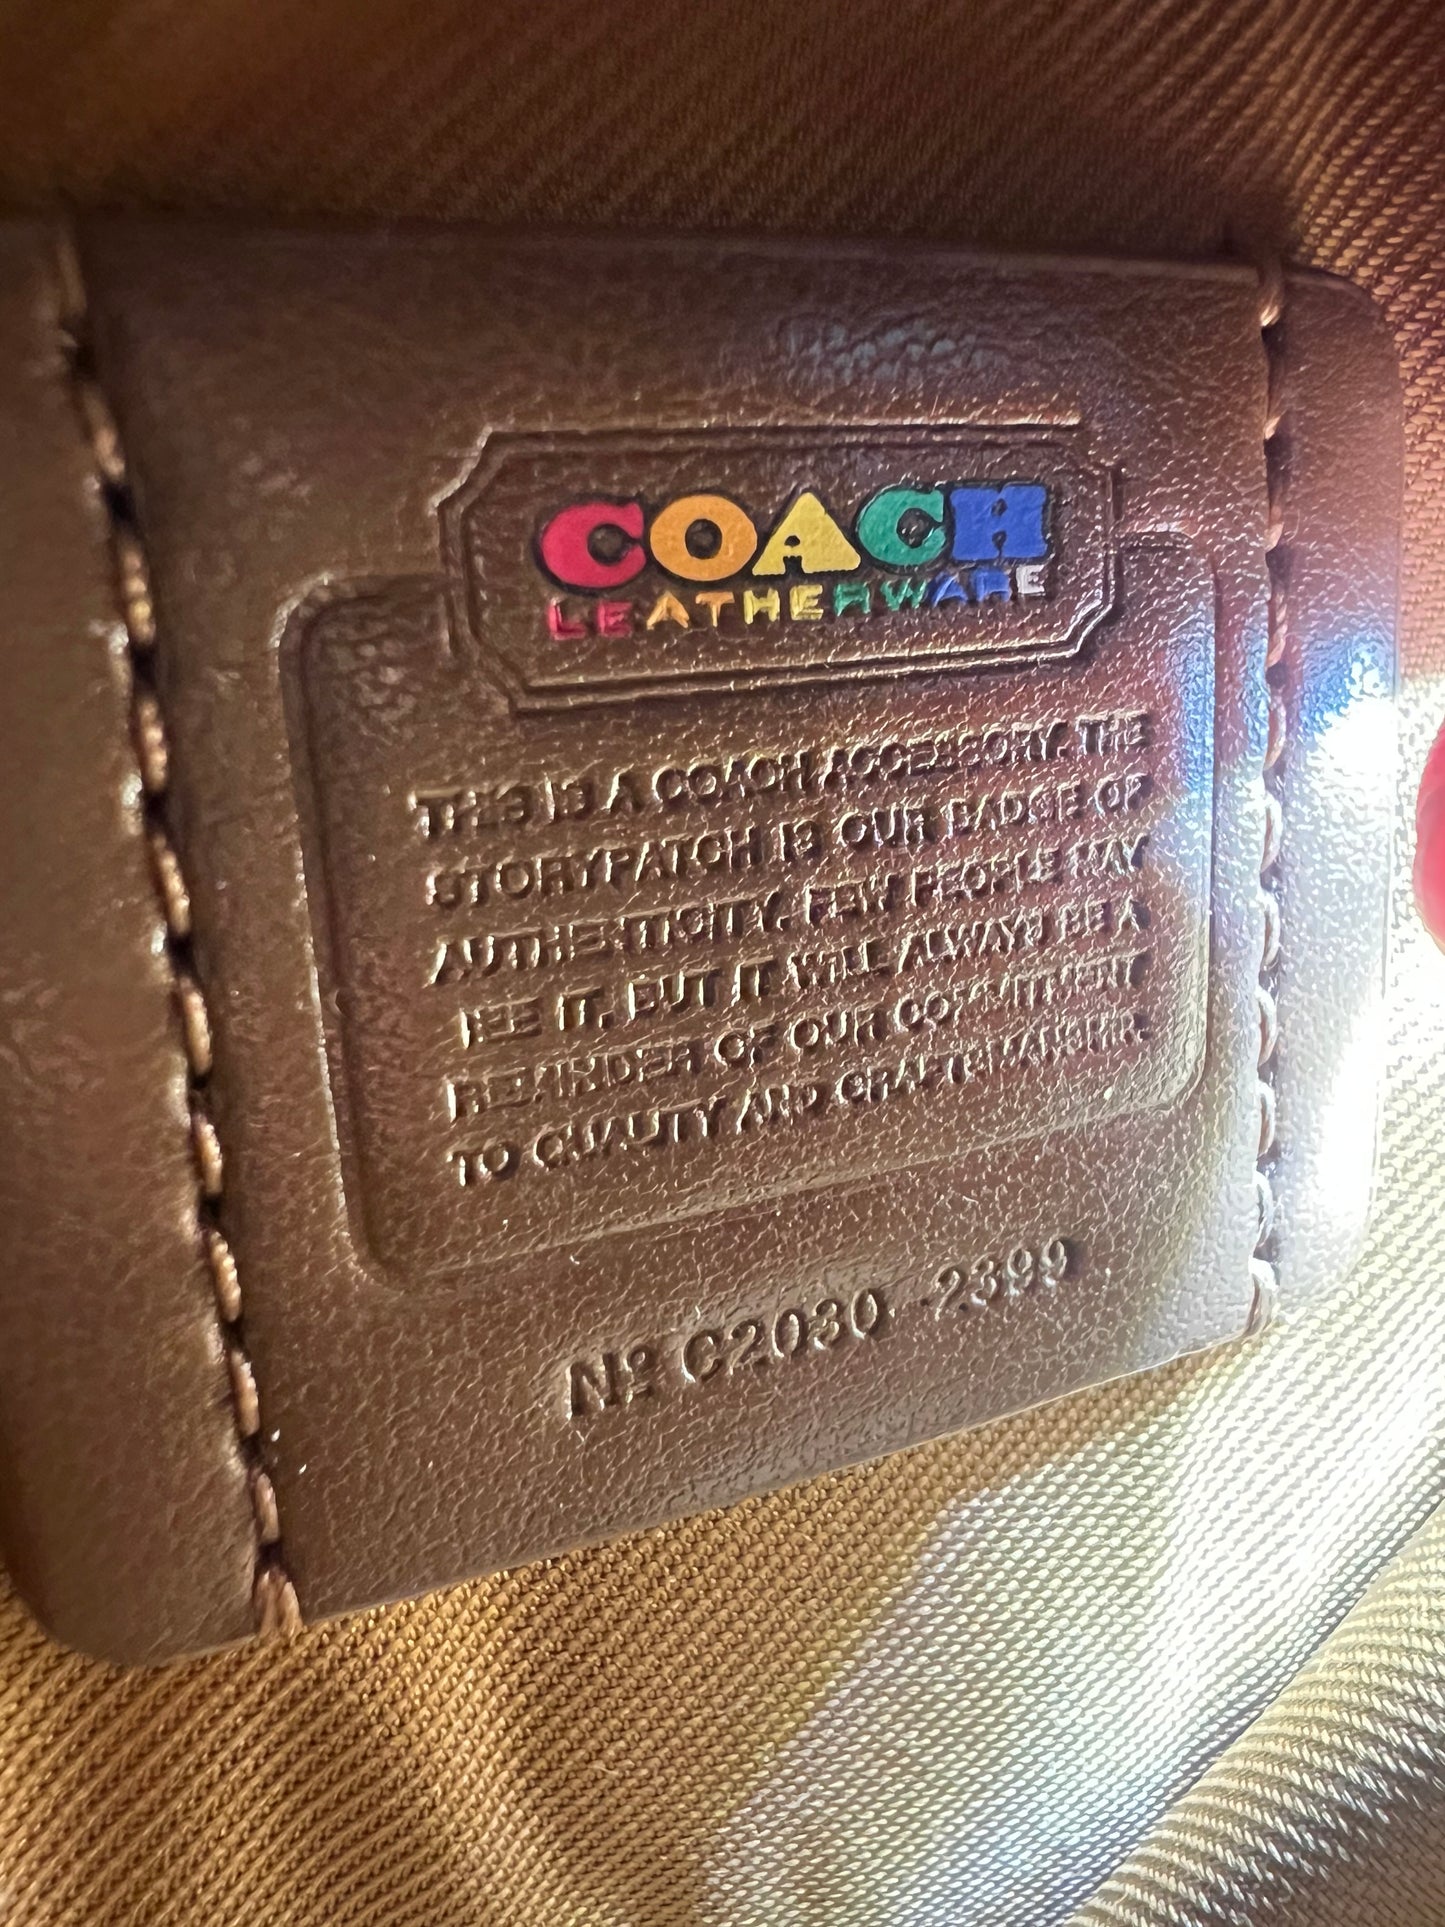 COACH
LEATHERWARE
THIS IS A COACH ACCESSORY. THE
STORYPATCH IS OUR BADGE OF
AUTHENTICITY. FEW PEOPLE MAY
SEE IT, BUT IT WILL ALWAYS BE A
REMINDER OF OUR COMMITMENT
TO QUALITY AND CRAFTSMANSHIP.
Nº C2030 -2399